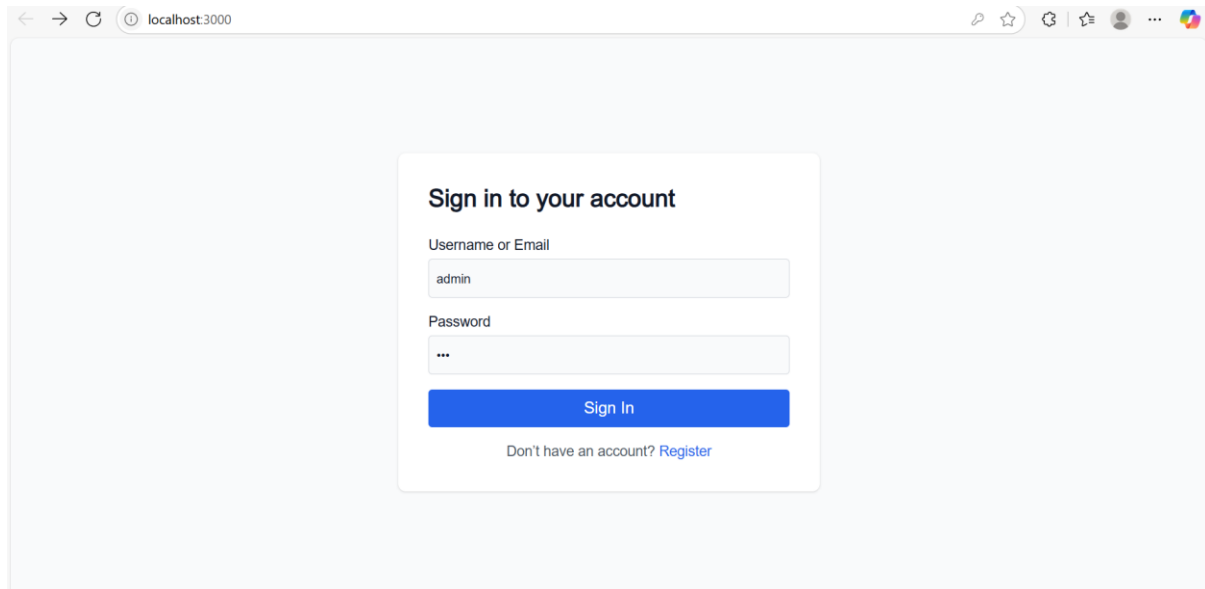 localhost:3000
Sign in to your account
Username or Email
admin
Password
•••
Sign In
Don't have an account? Register